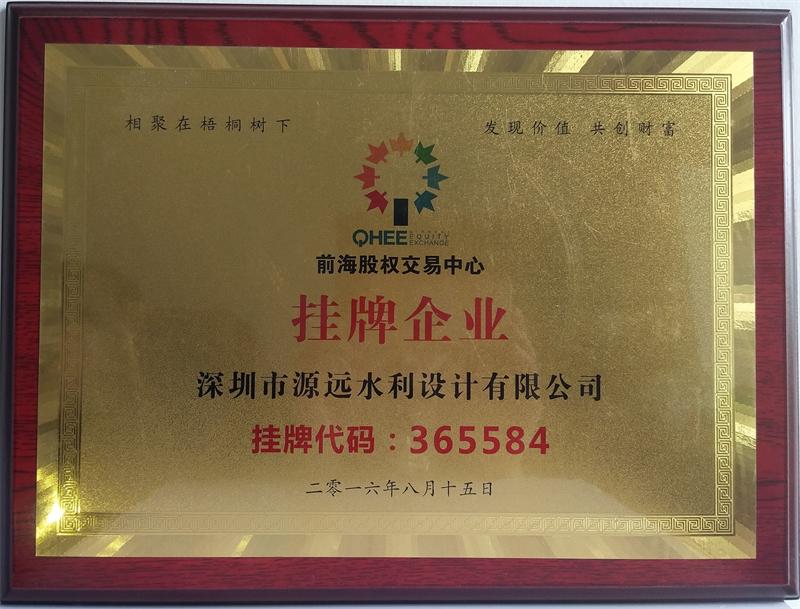 相聚在梧桐树下
发现价值 共创财富
QHEE EQUITY EXCHANGE
前海股权交易中心
挂牌企业
深圳市源远水利设计有限公司
挂牌代码：365584
二零一六年八月十五日